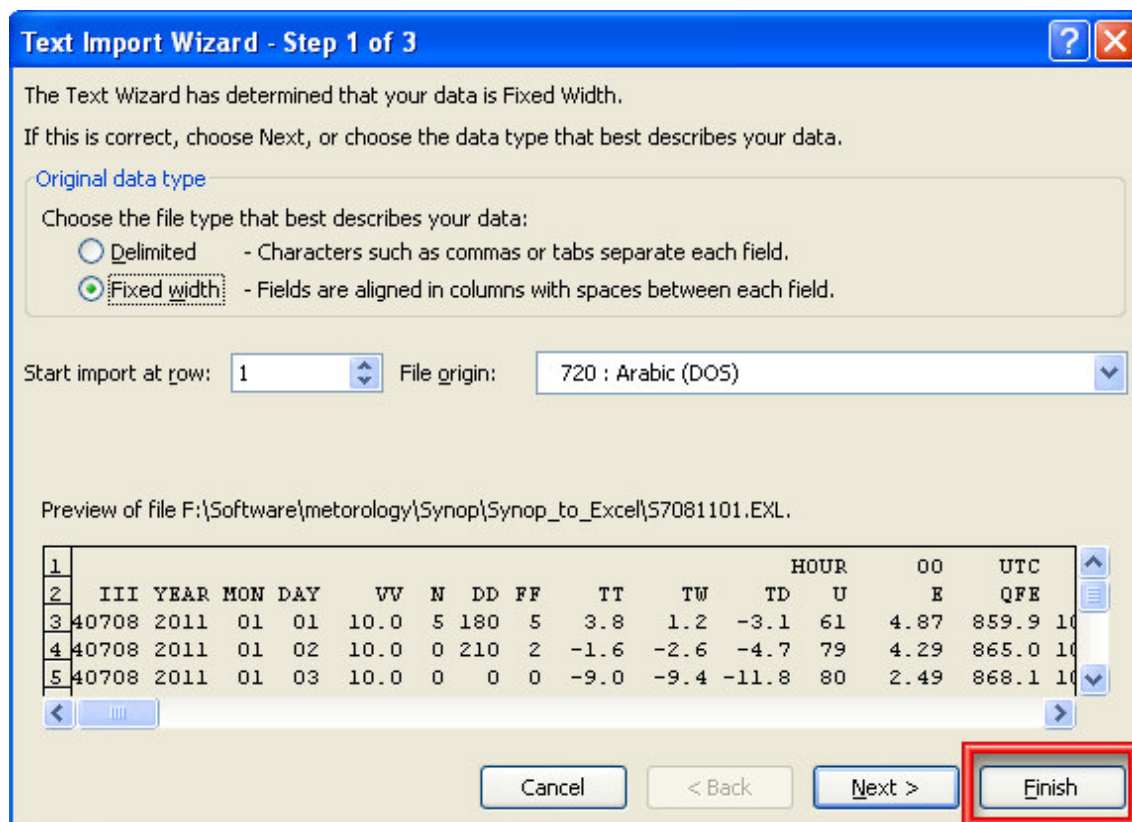 Text Import Wizard - Step 1 of 3
The Text Wizard has determined that your data is Fixed Width.
If this is correct, choose Next, or choose the data type that best describes your data.
Original data type
Choose the file type that best describes your data:
Delimited - Characters such as commas or tabs separate each field.
Fixed width - Fields are aligned in columns with spaces between each field.
Start import at row: 1 File origin: 720 : Arabic (DOS)
Preview of file F:\Software\metorology\Synop\Synop_to_Excel\S7081101.EXL.
1 HOUR 00 UTC
2 III YEAR MON DAY VV N DD FF TT TW TD U E QFE
3 40708 2011 01 01 10.0 5 180 5 3.8 1.2 -3.1 61 4.87 859.9 10
4 40708 2011 01 02 10.0 0 210 2 -1.6 -2.6 -4.7 79 4.29 865.0 10
5 40708 2011 01 03 10.0 0 0 0 -9.0 -9.4 -11.8 80 2.49 868.1 10
Cancel < Back Next > Finish